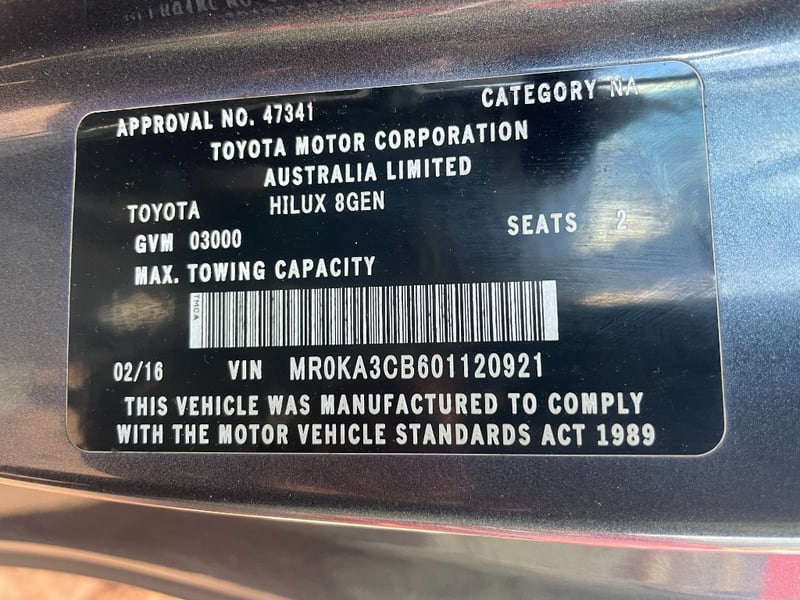 APPROVAL NO. 47341 CATEGORY NA
TOYOTA MOTOR CORPORATION
AUSTRALIA LIMITED
TOYOTA HILUX 8GEN
GVM 03000 SEATS 2
MAX. TOWING CAPACITY
TMCA
02/16 VIN MR0KA3CB601120921
THIS VEHICLE WAS MANUFACTURED TO COMPLY
WITH THE MOTOR VEHICLE STANDARDS ACT 1989